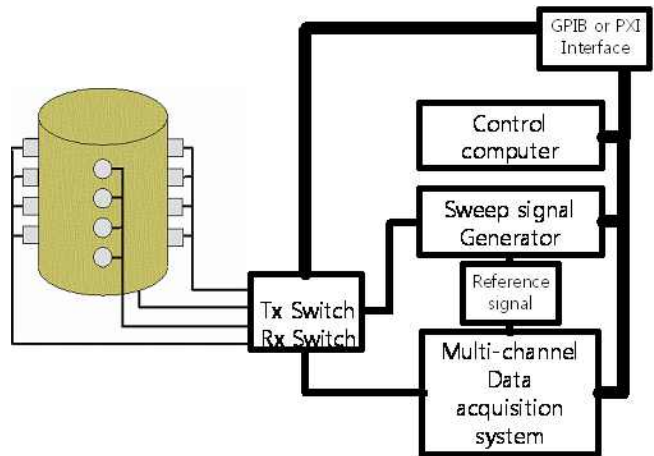 GPIB or PXI
Interface
Control
computer
Sweep signal
Generator
Reference
signal
Tx Switch
Rx Switch
Multi-channel
Data
acquisition
system